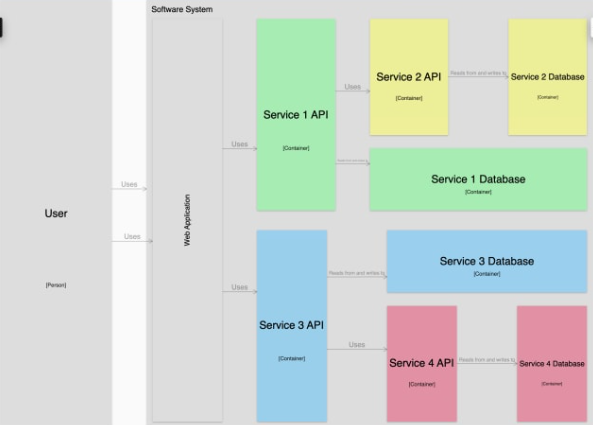 Software System
User
[Person]
Uses
Uses
Web Application
Uses
Uses
Service 1 API
[Container]
Uses
Service 2 API
[Container]
Reads from and writes to
Service 2 Database
[Container]
Service 1 Database
[Container]
Service 3 API
[Container]
Reads from and writes to
Service 3 Database
[Container]
Uses
Service 4 API
[Container]
Reads from and writes to
Service 4 Database
[Container]